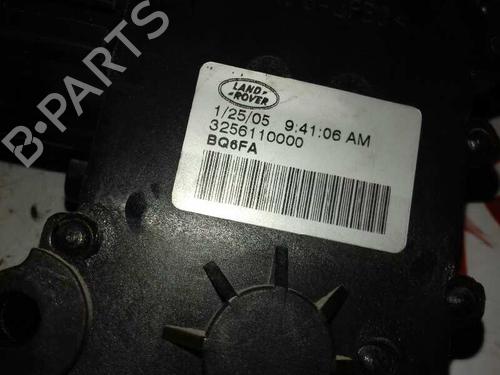 B-PARTS
LAND
ROVER
1/25/05 9:41:06 AM
3256110000
BQ6FA